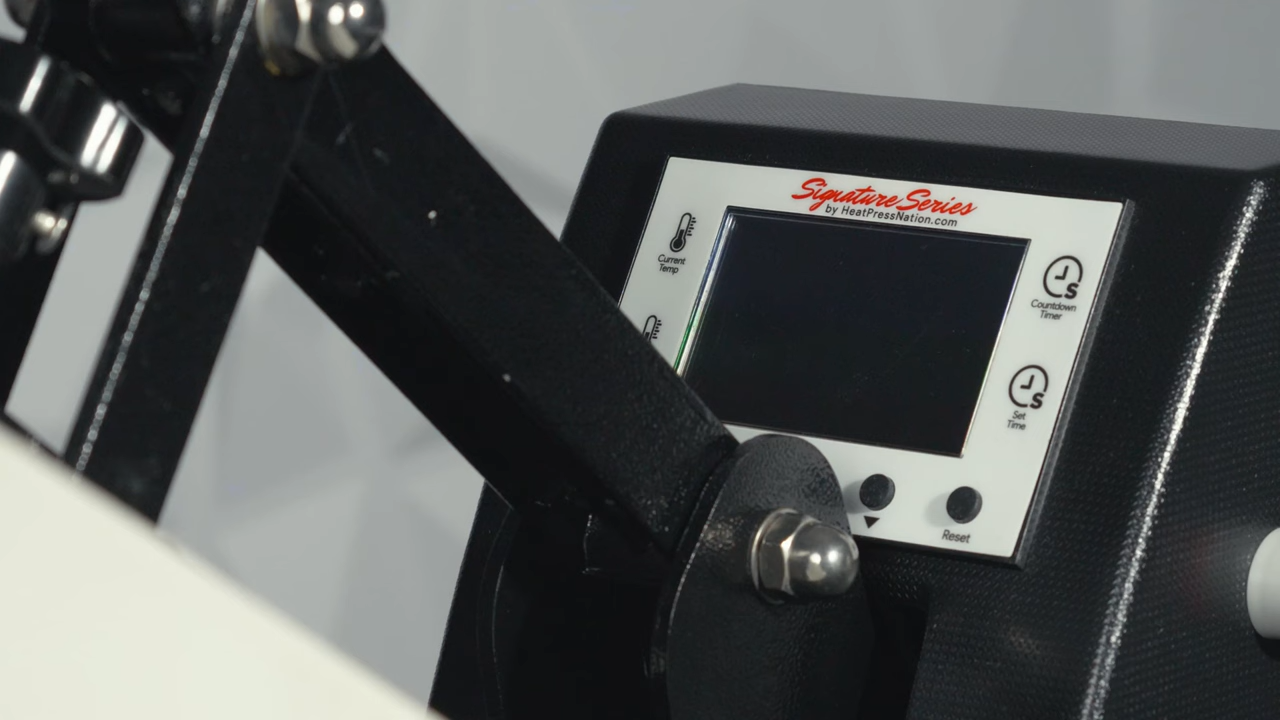 Signature Series
by HeatPressNation.com
Current
Temp
S
Countdown
Timer
S
Set
Time
Reset